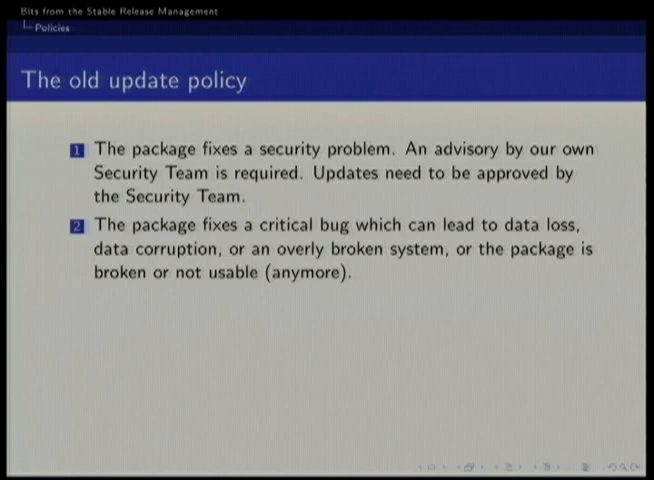 Bits from the Stable Release Management
Policies
The old update policy
1 The package fixes a security problem. An advisory by our own
Security Team is required. Updates need to be approved by
the Security Team.
2 The package fixes a critical bug which can lead to data loss,
data corruption, or an overly broken system, or the package is
broken or not usable (anymore).